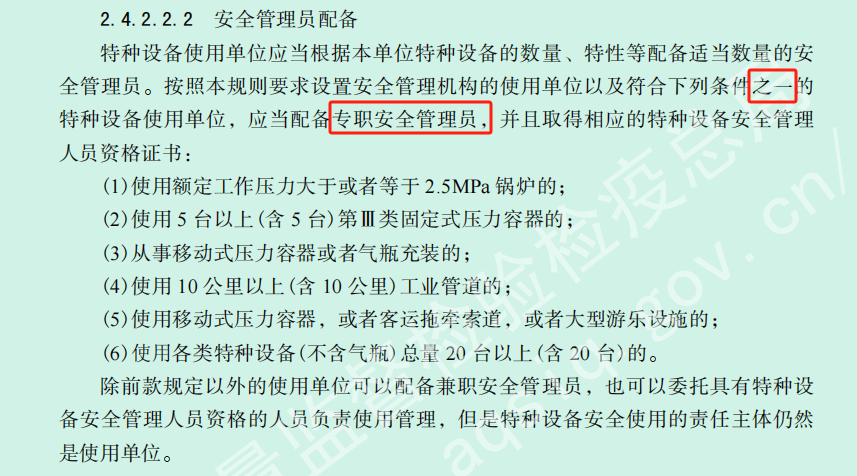 2.4.2.2.2 安全管理员配备
特种设备使用单位应当根据本单位特种设备的数量、特性等配备适当数量的安
全管理员。按照本规则要求设置安全管理机构的使用单位以及符合下列条件之一的
特种设备使用单位，应当配备专职安全管理员，并且取得相应的特种设备安全管理
人员资格证书：
(1)使用额定工作压力大于或者等于2.5MPa锅炉的；
(2)使用5台以上(含5台)第Ⅲ类固定式压力容器的；
(3)从事移动式压力容器或者气瓶充装的；
(4)使用10公里以上(含10公里)工业管道的；
(5)使用移动式压力容器，或者客运拖牵索道，或者大型游乐设施的；
(6)使用各类特种设备(不含气瓶)总量20台以上(含20台)的。
除前款规定以外的使用单位可以配备兼职安全管理员，也可以委托具有特种设
备安全管理人员资格的人员负责使用管理，但是特种设备安全使用的责任主体仍然
是使用单位。
量监督检验检疫总局
aqsiq.gov.cn/